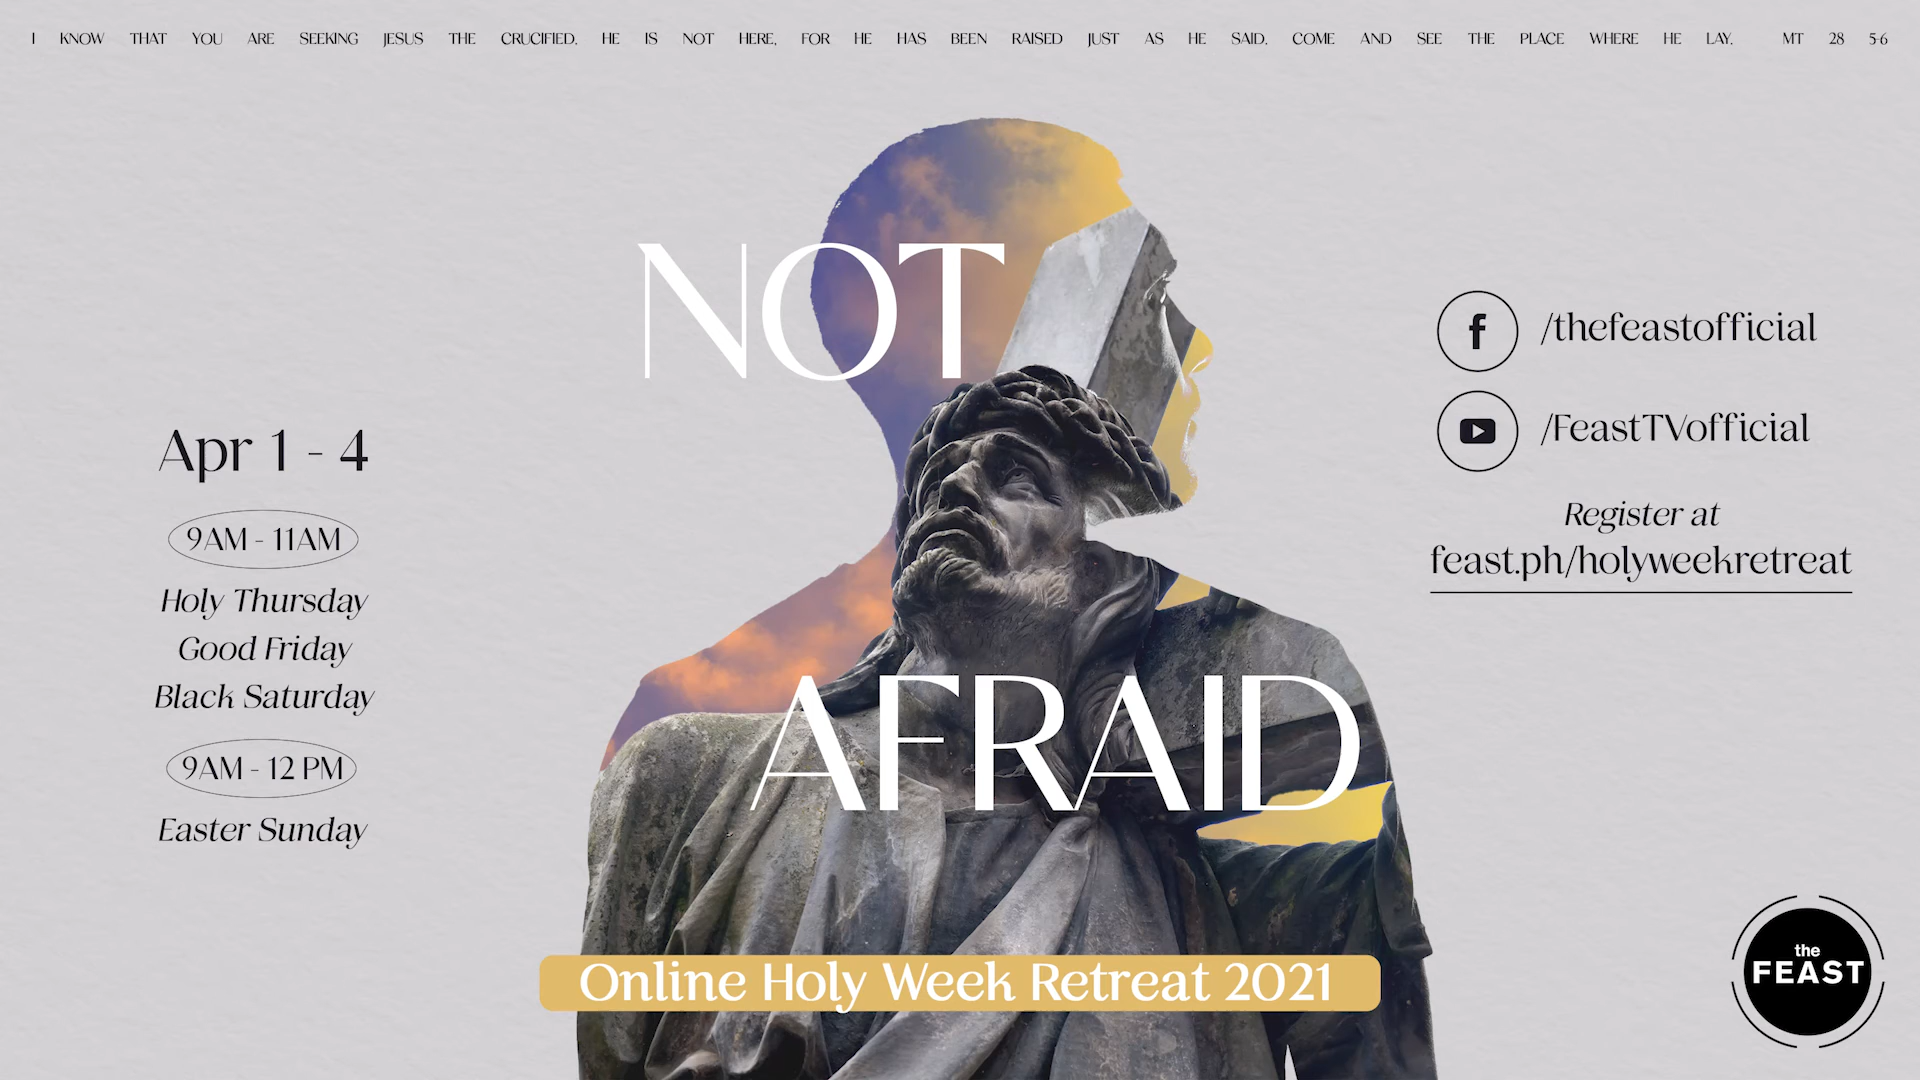 I KNOW THAT YOU ARE SEEKING JESUS THE CRUCIFIED. HE IS NOT HERE, FOR HE HAS BEEN RAISED JUST AS HE SAID. COME AND SEE THE PLACE WHERE HE LAY. MT 28 5-6
NOT
AFRAID
Apr 1 - 4
9AM - 11AM
Holy Thursday
Good Friday
Black Saturday
9AM - 12 PM
Easter Sunday
f /thefeastofficial
/FeastTVofficial
Register at
feast.ph/holyweekretreat
Online Holy Week Retreat 2021
the
FEAST